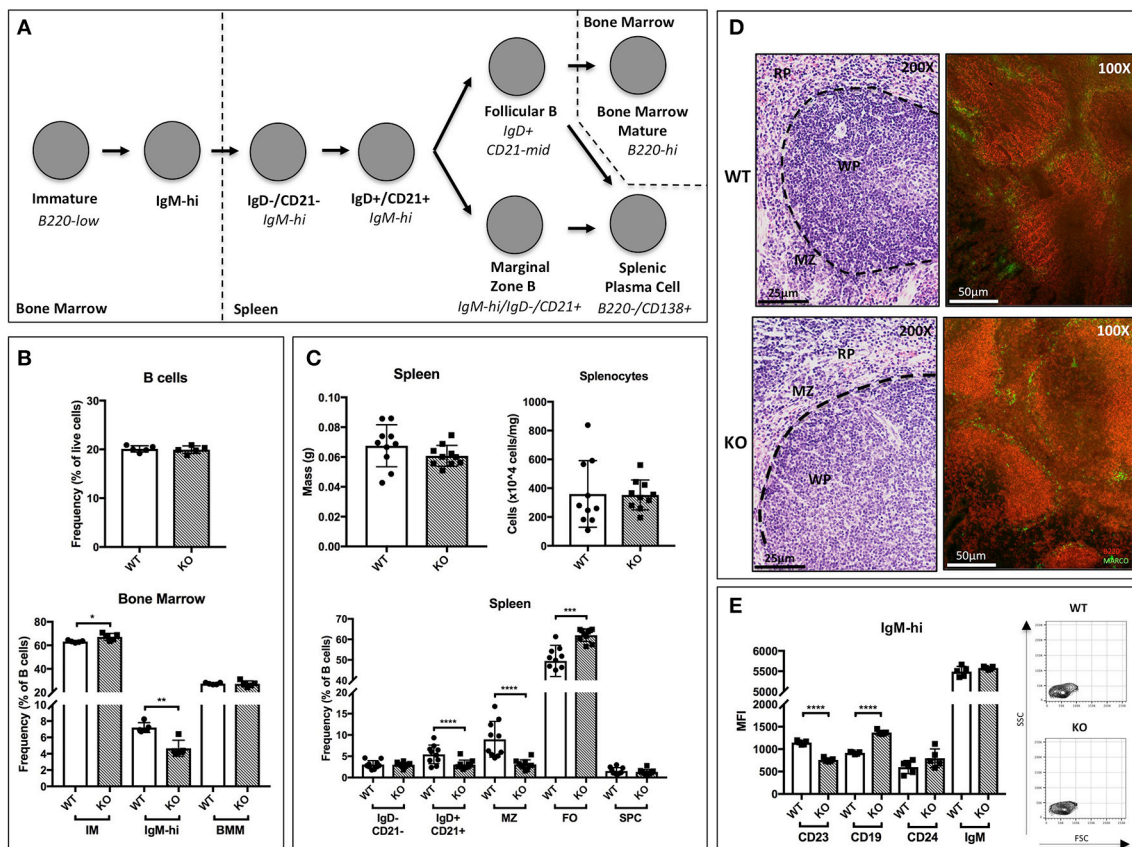 A
Immature
B220-low
IgM-hi
IgD-/CD21-
IgM-hi
IgD+/CD21+
IgM-hi
Follicular B
IgD+
CD21-mid
Marginal
Zone B
IgM-hi/IgD-/CD21+
Bone Marrow
Bone Marrow
Mature
B220-hi
Splenic
Plasma Cell
B220-/CD138+
Bone Marrow
Spleen
B
B cells
Frequency (% of live cells)
30
20
10
0
WT
KO
Bone Marrow
Frequency (% of B cells)
80
60
40
20
8
6
4
2
0
*
**
WT
KO
WT
KO
WT
KO
IM
IgM-hi
BMM
C
Spleen
Mass (g)
0.10
0.08
0.06
0.04
0.02
0.00
WT
KO
Splenocytes
Cells (x10^4 cells/mg)
1000
800
600
400
200
0
WT
KO
Spleen
Frequency (% of B cells)
70
60
50
40
30
20
15
10
5
0
****
****
***
WT
KO
WT
KO
WT
KO
WT
KO
WT
KO
IgD-
CD21-
IgD+
CD21+
MZ
FO
SPC
D
WT
RP
200X
WP
MZ
25µm
100X
50µm
KO
200X
RP
MZ
WP
25µm
100X
50µm
B220
MARCO
E
IgM-hi
MFI
6000
5500
5000
1500
1000
500
****
****
WT
KO
WT
KO
WT
KO
WT
KO
CD23
CD19
CD24
IgM
WT
KO
SSC
FSC